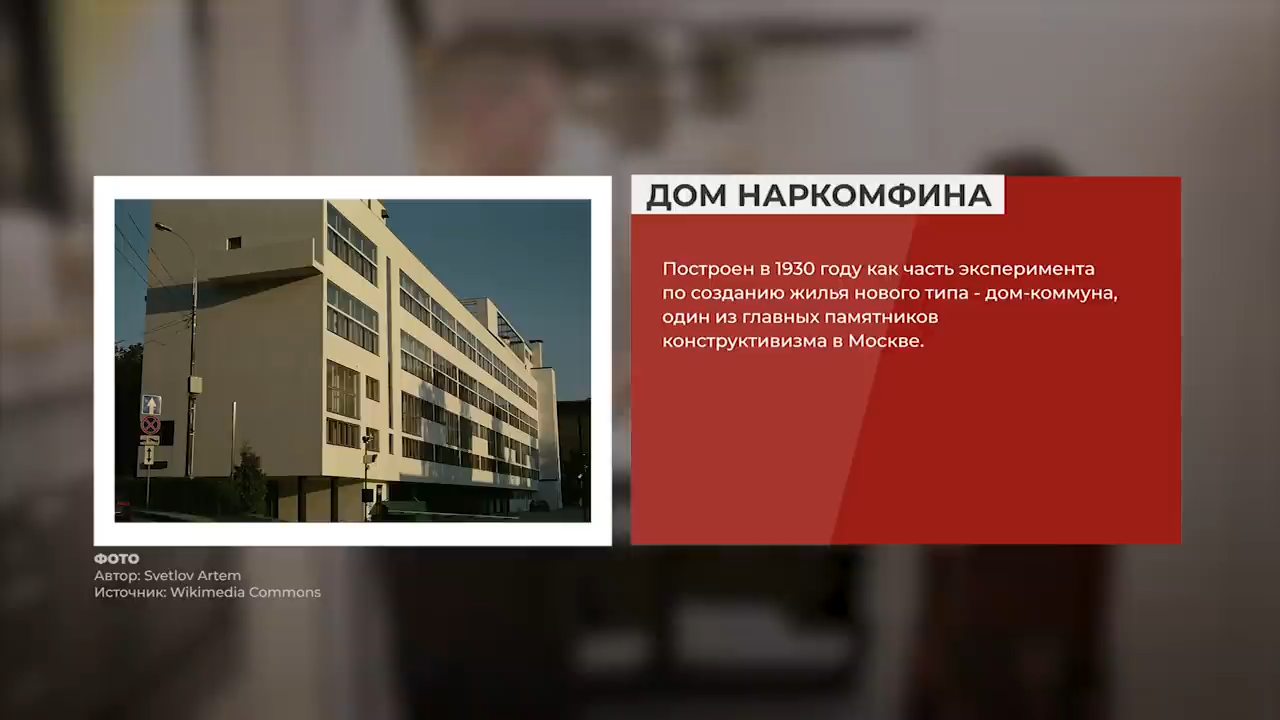 ДОМ НАРКОМФИНА
Построен в 1930 году как часть эксперимента
по созданию жилья нового типа - дом-коммуна,
один из главных памятников
конструктивизма в Москве.
ФОТО
Автор: Svetlov Artem
Источник: Wikimedia Commons